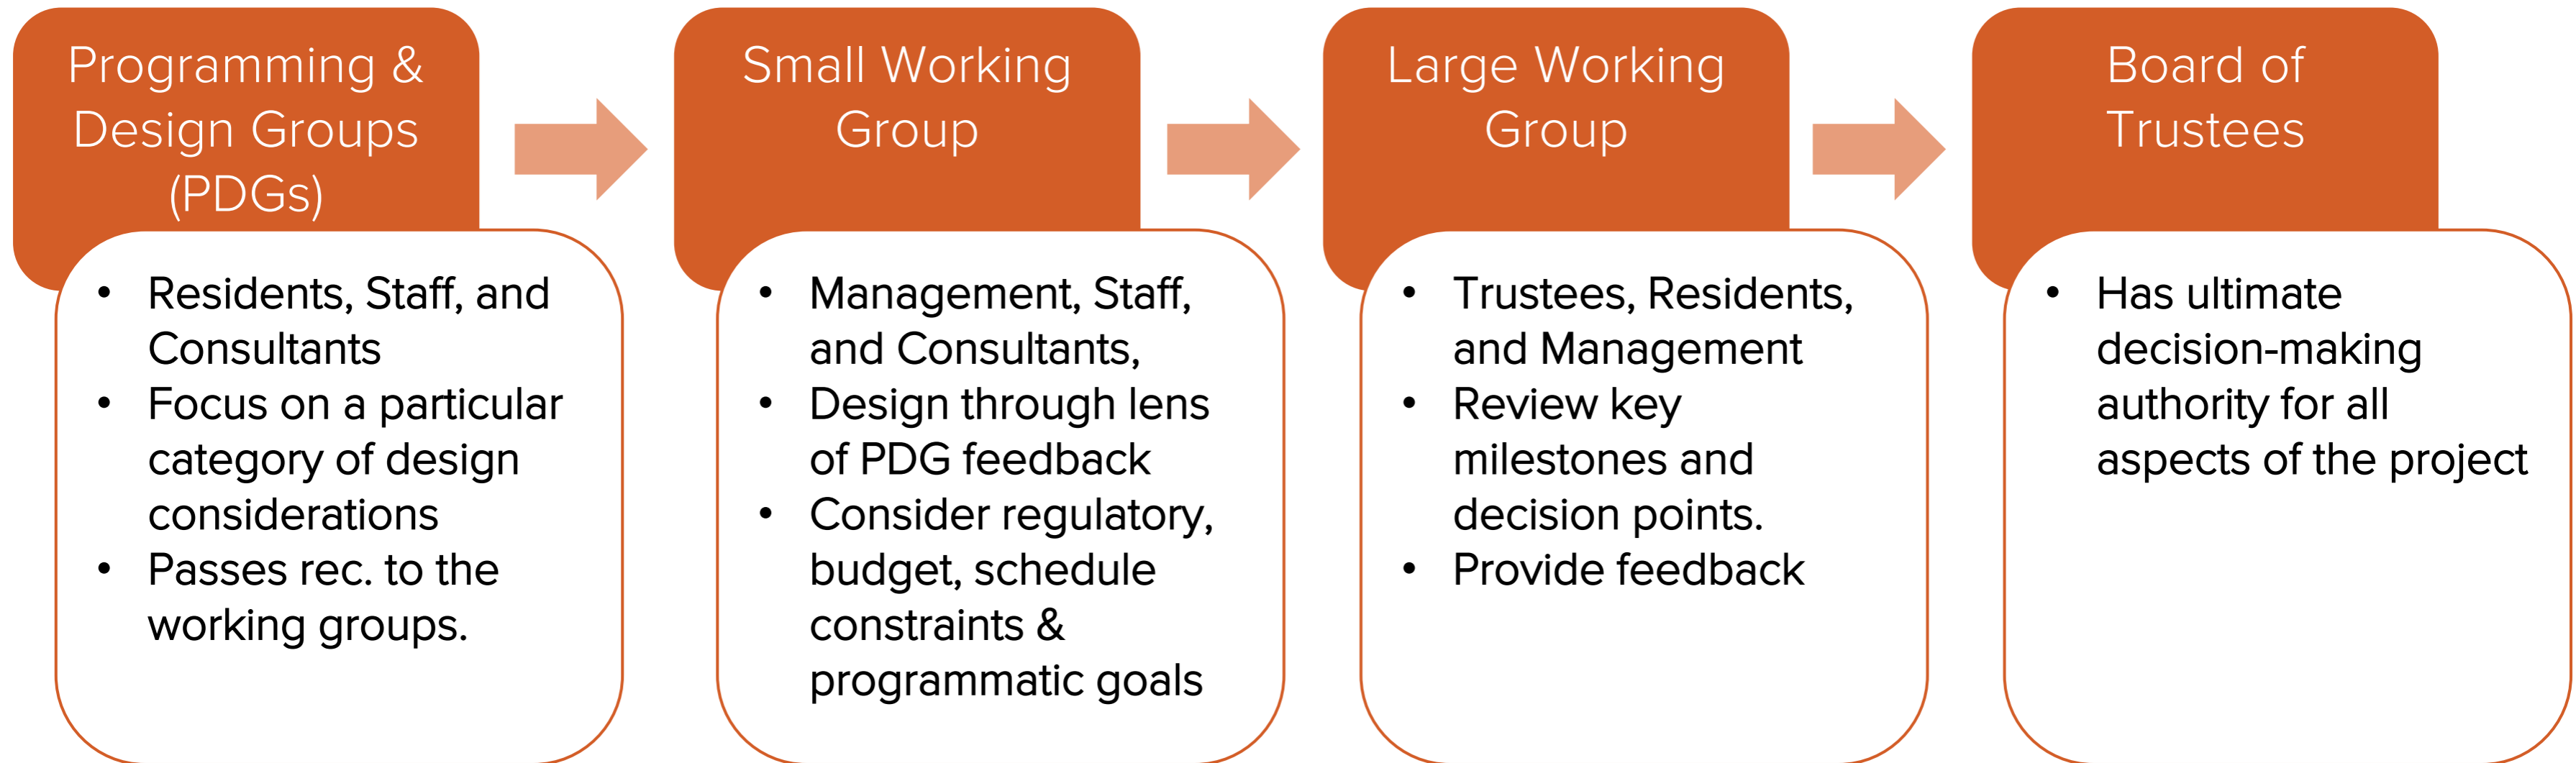 Programming &
Design Groups
(PDGs)
• Residents, Staff, and
Consultants
• Focus on a particular
category of design
considerations
• Passes rec. to the
working groups.
Small Working
Group
• Management, Staff,
and Consultants,
• Design through lens
of PDG feedback
• Consider regulatory,
budget, schedule
constraints &
programmatic goals
Large Working
Group
• Trustees, Residents,
and Management
• Review key
milestones and
decision points.
• Provide feedback
Board of
Trustees
• Has ultimate
decision-making
authority for all
aspects of the project